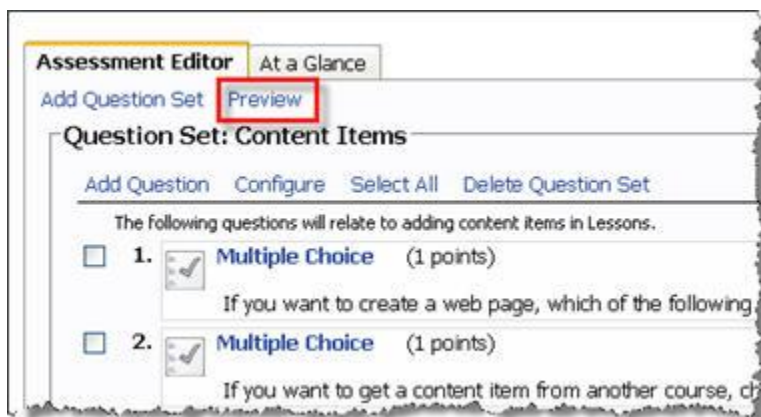 Assessment Editor At a Glance
Add Question Set Preview
Question Set: Content Items
Add Question Configure Select All Delete Question Set
The following questions will relate to adding content items in Lessons.
1. Multiple Choice (1 points)
If you want to create a web page, which of the following
2. Multiple Choice (1 points)
If you want to get a content item from another course,